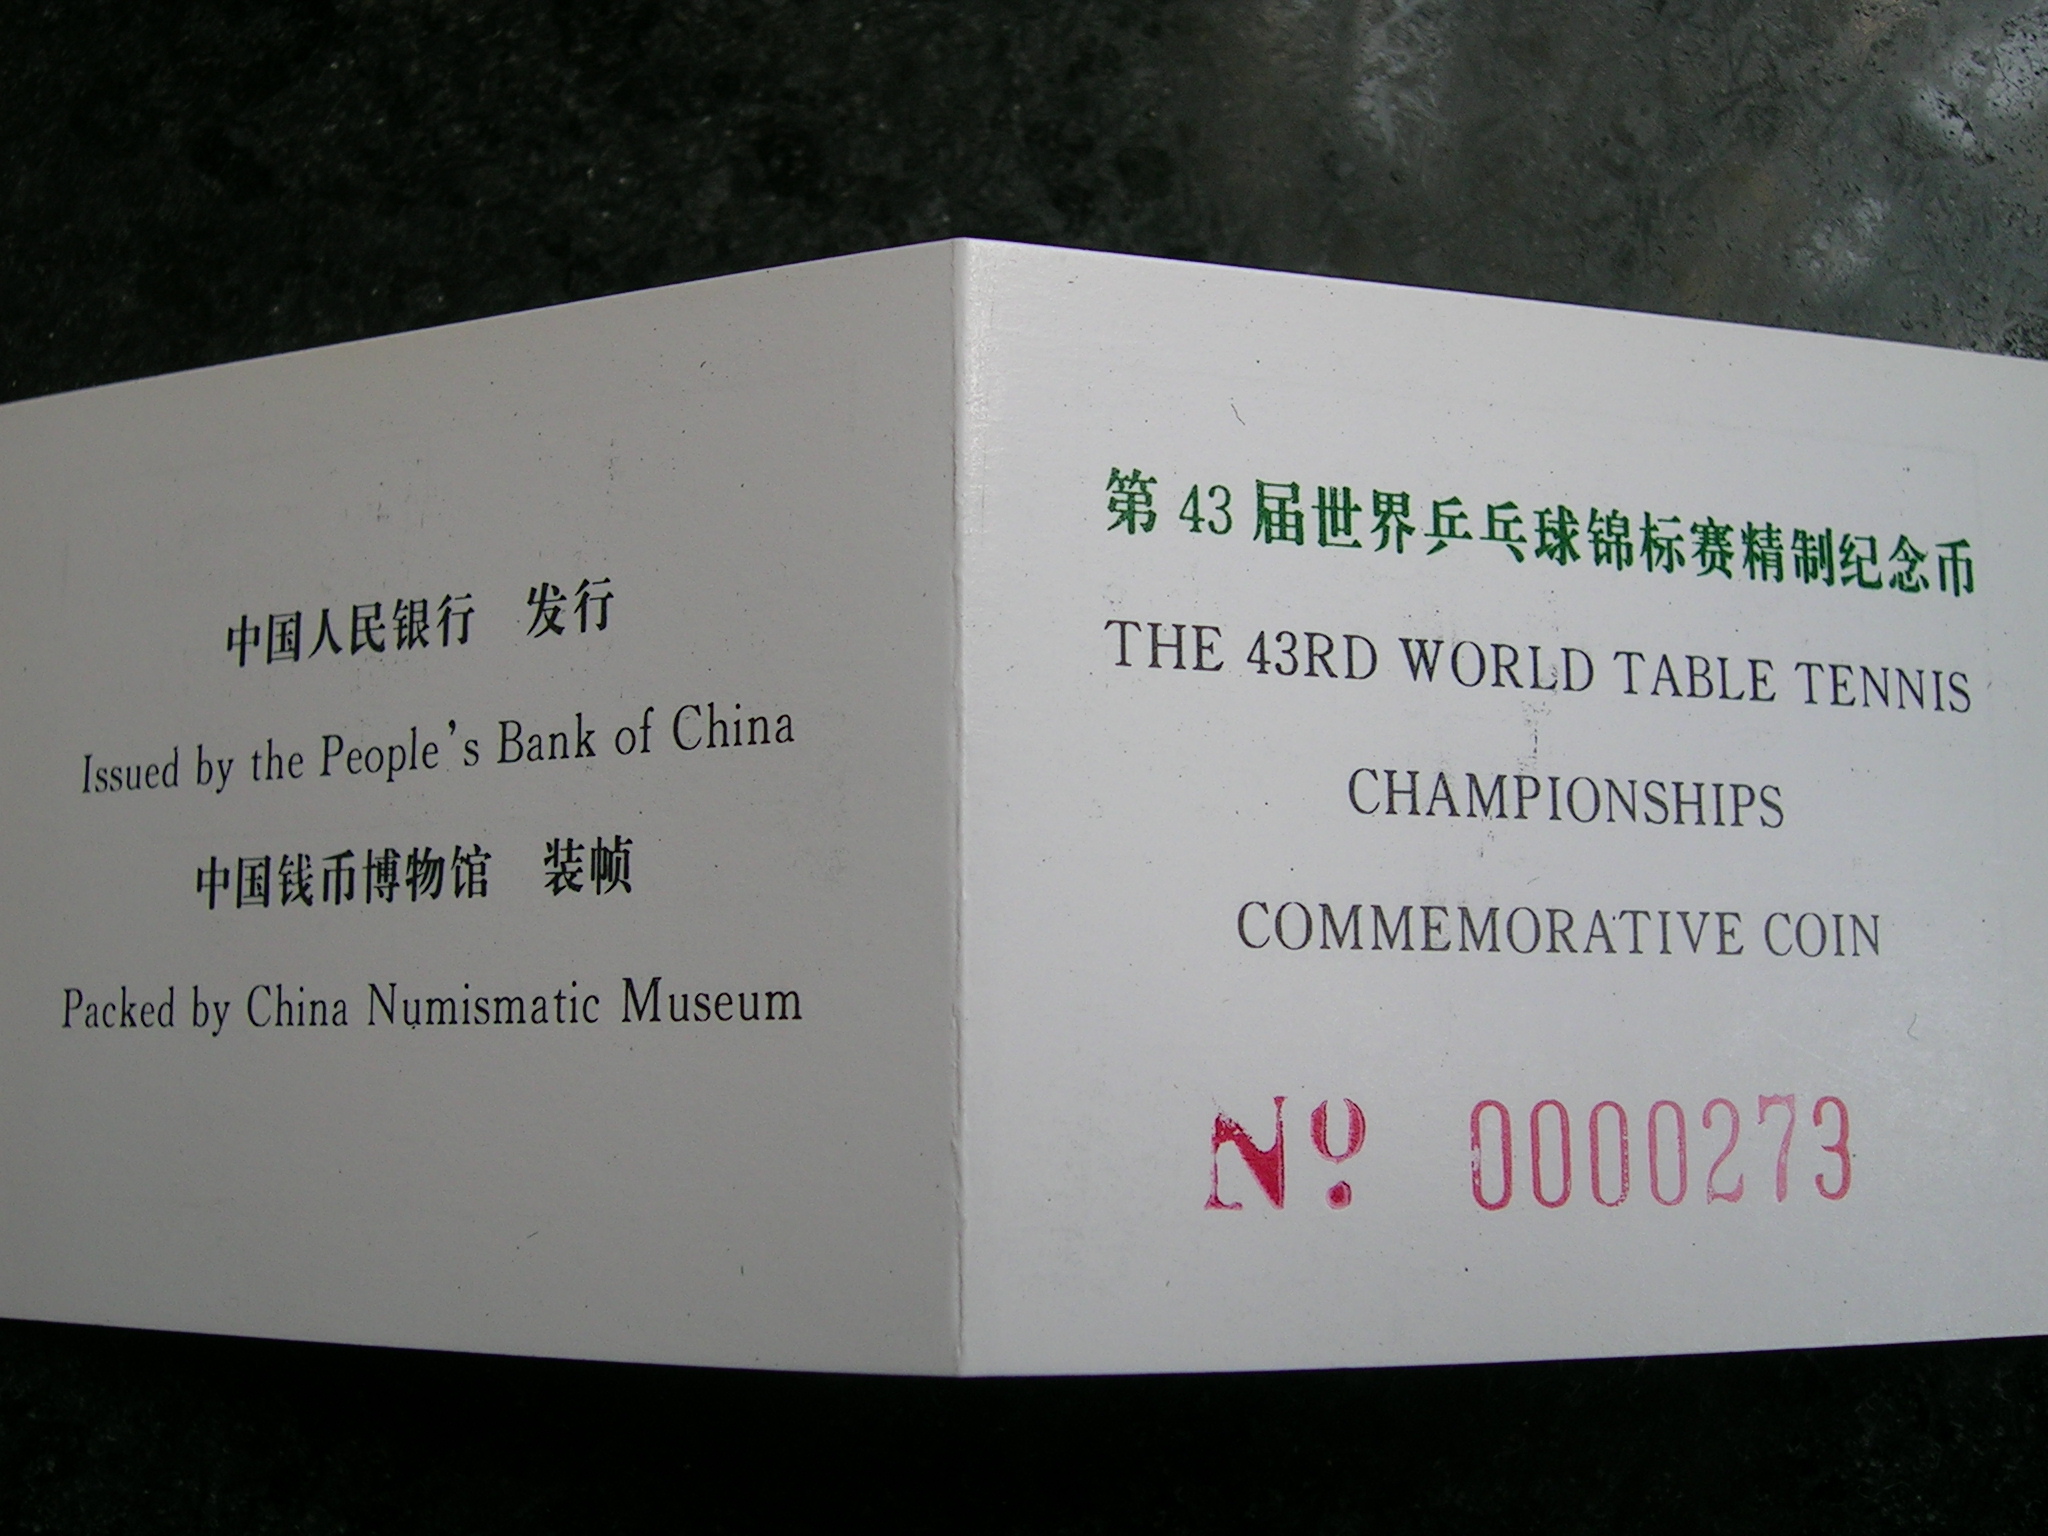 中国人民银行 发行
Issued by the People's Bank of China
中国钱币博物馆 装帧
Packed by China Numismatic Museum
第43届世界乒乓球锦标赛精制纪念币
THE 43RD WORLD TABLE TENNIS
CHAMPIONSHIPS
COMMEMORATIVE COIN
No. 0000273